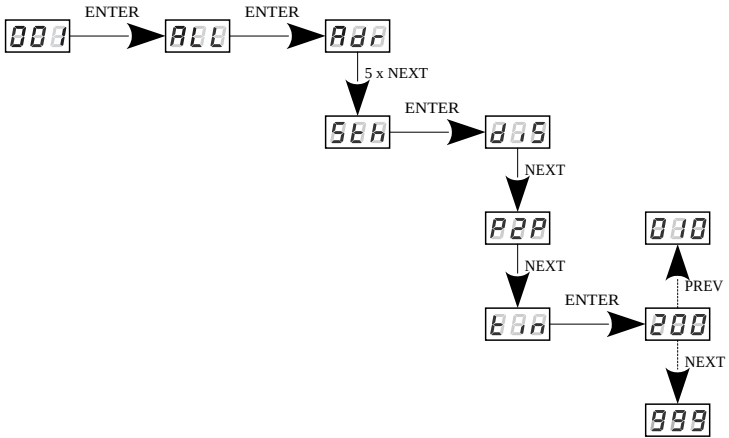 ENTER ENTER
001 ALL Adr
5 x NEXT
ENTER
Sth diS
NEXT
P2P 010
NEXT
PREV
ENTER
tin 200
NEXT
999